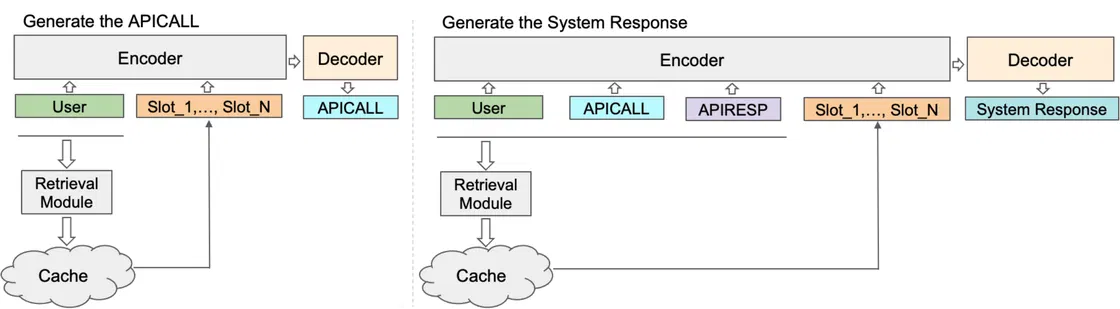 Generate the APICALL
Encoder
Decoder
User
Slot_1,..., Slot_N
APICALL
Retrieval
Module
Cache
Generate the System Response
Encoder
Decoder
User
APICALL
APIRESP
Slot_1,..., Slot_N
System Response
Retrieval
Module
Cache